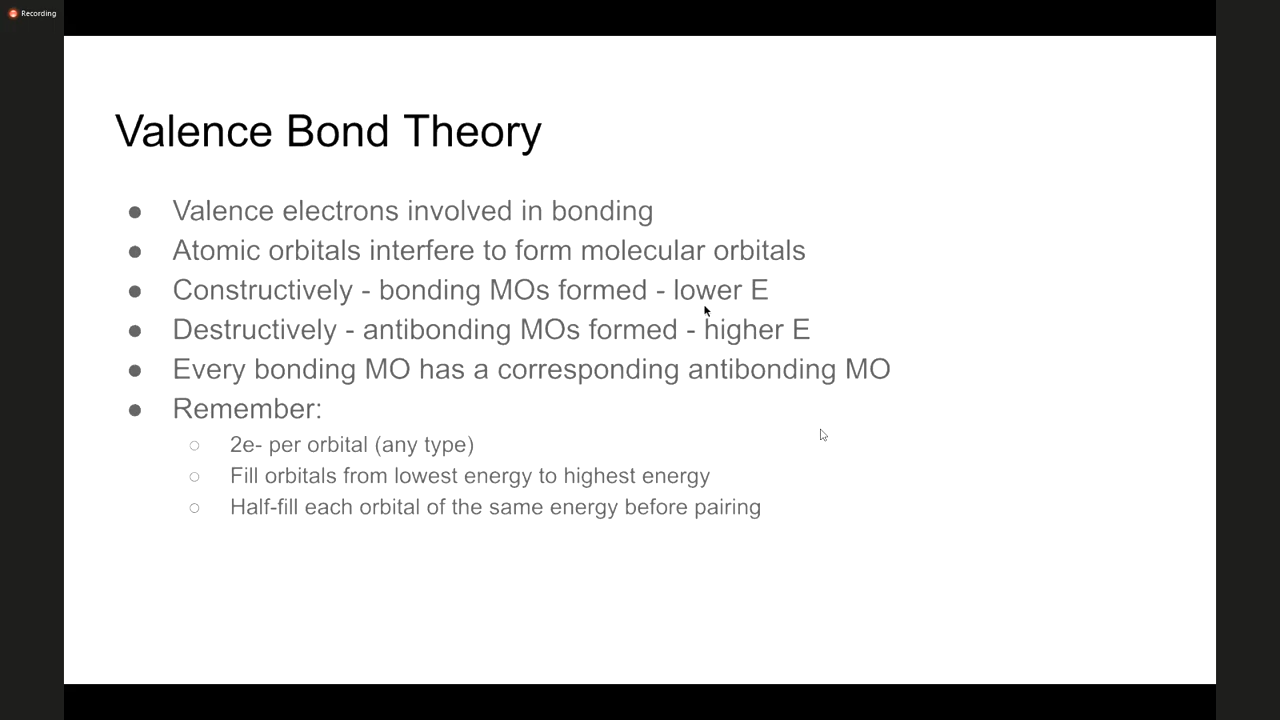 Recording
Valence Bond Theory
● Valence electrons involved in bonding
● Atomic orbitals interfere to form molecular orbitals
● Constructively - bonding MOs formed - lower E
● Destructively - antibonding MOs formed - higher E
● Every bonding MO has a corresponding antibonding MO
● Remember:
○ 2e- per orbital (any type)
○ Fill orbitals from lowest energy to highest energy
○ Half-fill each orbital of the same energy before pairing